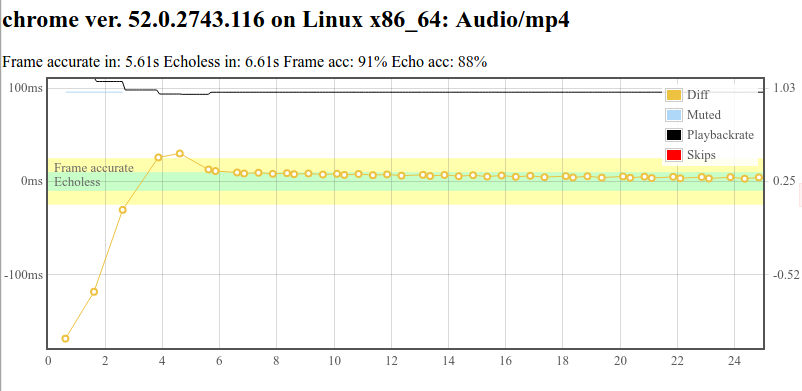 chrome ver. 52.0.2743.116 on Linux x86_64: Audio/mp4
Frame accurate in: 5.61s Echoless in: 6.61s Frame acc: 91% Echo acc: 88%
100ms
1.03
Diff
Muted
Playbackrate
Skips
Frame accurate
Echoless
0ms
0.25
-100ms
-0.52
0 2 4 6 8 10 12 14 16 18 20 22 24